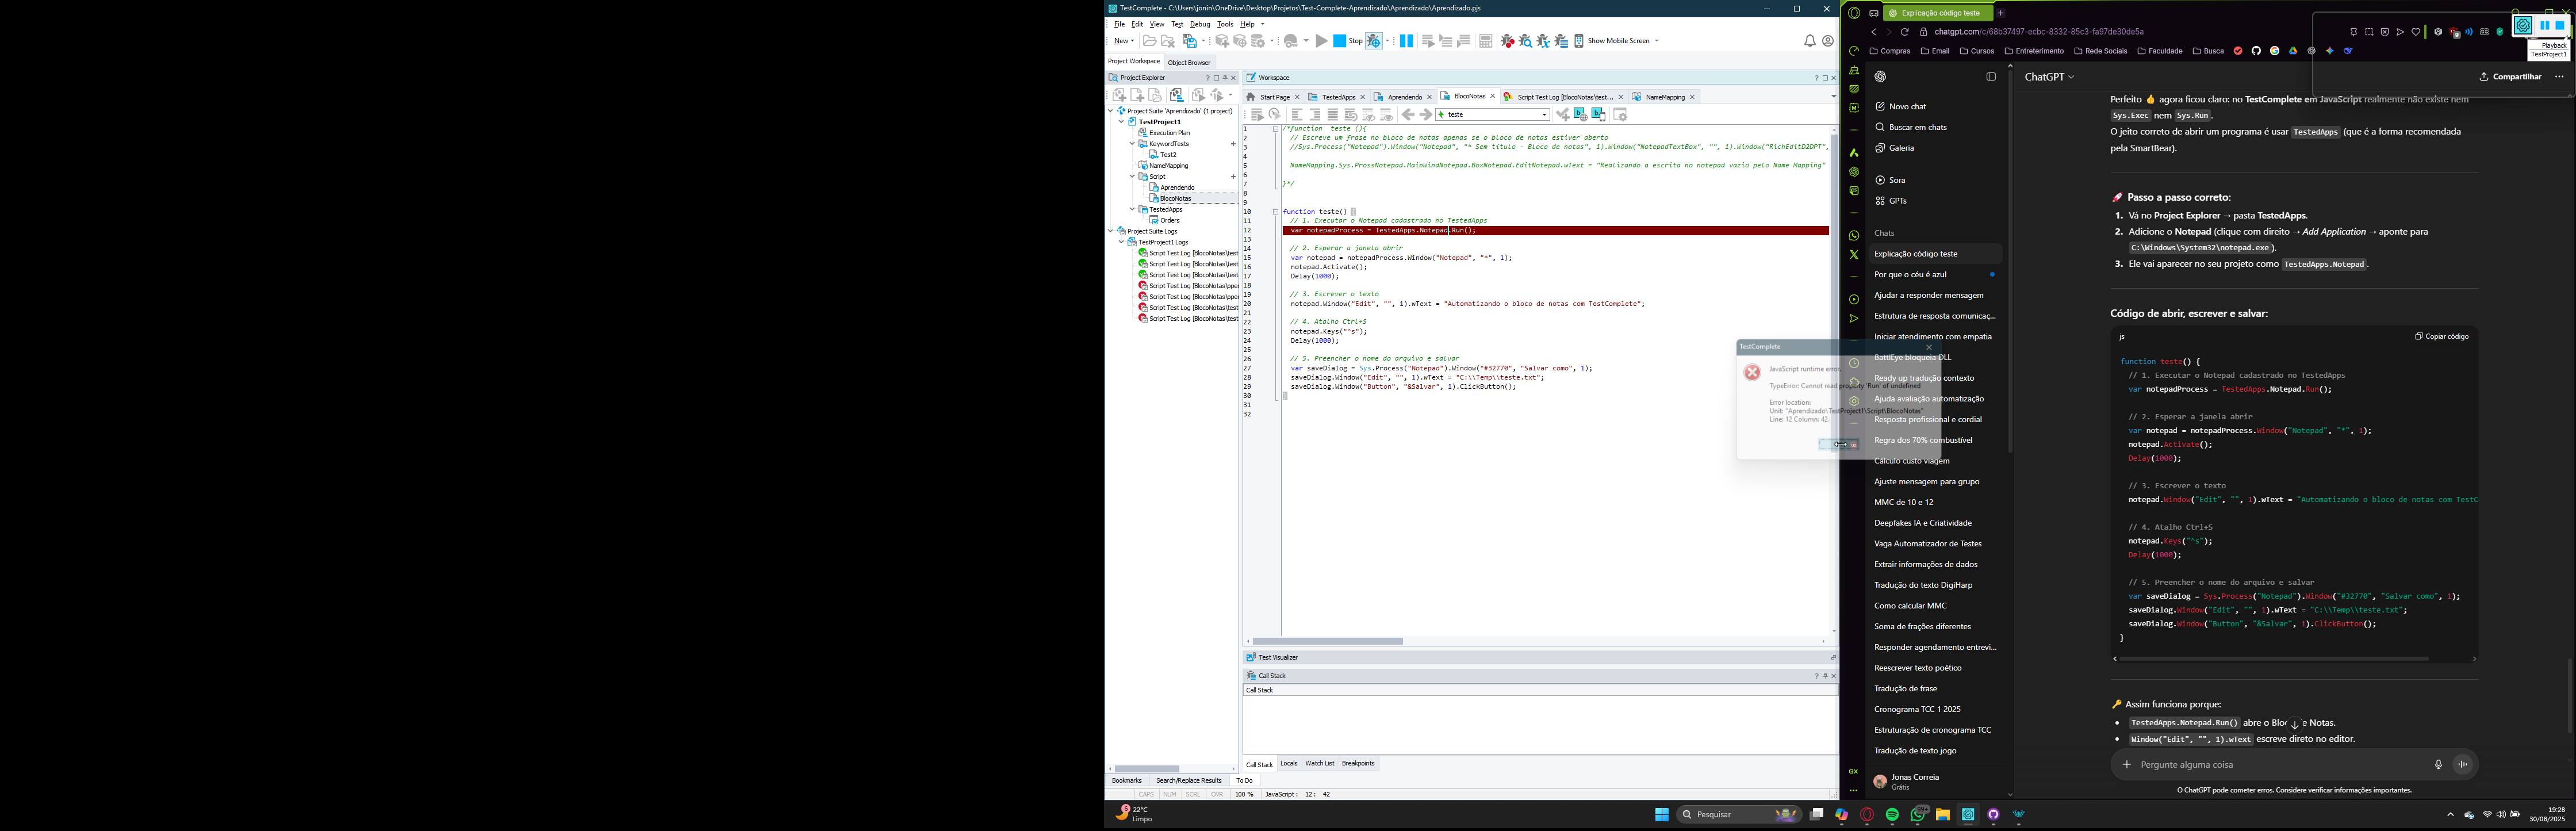 TestComplete - C:\Users\jonin\OneDrive\Desktop\Projetos\Test-Complete-Aprendizado\Aprendizado\Aprendizado.pjs
File Edit View Test Debug Tools Help
New
Stop
Show Mobile Screen
Project Workspace
Object Browser
Project Explorer
Project Suite 'Aprendizado' (1 project)
TestProject1
Execution Plan
KeywordTests
Test2
NameMapping
Script
Aprendendo
BlocoNotas
TestedApps
Orders
Project Suite Logs
TestProject1 Logs
Script Test Log [BlocoNotas\test
Script Test Log [BlocoNotas\test
Script Test Log [BlocoNotas\test
Script Test Log [BlocoNotas\open
Script Test Log [BlocoNotas\open
Script Test Log [BlocoNotas\test
Script Test Log [BlocoNotas\test
Bookmarks
Search/Replace Results
To Do
Workspace
Start Page
TestedApps
Aprendendo
BlocoNotas
Script Test Log [BlocoNotas\test...
NameMapping
teste
1 /*function teste (){
2 // Escreve um frase no bloco de notas apenas se o bloco de notas estiver aberto
3 //Sys.Process("Notepad").Window("Notepad", "* Sem título - Bloco de notas", 1).Window("NotepadTextBox", "", 1).Window("RichEditD2DPT",
4
5 NameMapping.Sys.ProssNotepad.MainWindNotepad.BoxNotepad.EditNotepad.wText = "Realizando a escrita no notepad vazio pelo Name Mapping"
6
7 }*/
8
9
10 function teste() {
11 // 1. Executar o Notepad cadastrado no TestedApps
12 var notepadProcess = TestedApps.Notepad.Run();
13
14 // 2. Esperar a janela abrir
15 var notepad = notepadProcess.Window("Notepad", "*", 1);
16 notepad.Activate();
17 Delay(1000);
18
19 // 3. Escrever o texto
20 notepad.Window("Edit", "", 1).wText = "Automatizando o bloco de notas com TestComplete";
21
22 // 4. Atalho Ctrl+S
23 notepad.Keys("^s");
24 Delay(1000);
25
26 // 5. Preencher o nome do arquivo e salvar
27 var saveDialog = Sys.Process("Notepad").Window("#32770", "Salvar como", 1);
28 saveDialog.Window("Edit", "", 1).wText = "C:\\Temp\\teste.txt";
29 saveDialog.Window("Button", "&Salvar", 1).ClickButton();
30 }
31
32
Test Visualizer
Call Stack
Call Stack
Call Stack
Locals
Watch List
Breakpoints
CAPS NUM SCRL OVR 100 % JavaScript: 12: 42
TestComplete
JavaScript runtime error.
TypeError: Cannot read property 'Run' of undefined
Error location:
Unit: "Aprendizado\TestProject1\Script\BlocoNotas"
Line: 12 Column: 42.
Explicação código teste
chatgpt.com/c/68b37497-ecbc-8332-85c3-fa97de30de5a
Compras
Email
Cursos
Entreterimento
Rede Sociais
Faculdade
Busca
Playback
TestProject1
Novo chat
Buscar em chats
Galeria
Sora
GPTs
Chats
Explicação código teste
Por que o céu é azul
Ajudar a responder mensagem
Estrutura de resposta comunicaç...
Iniciar atendimento com empatia
BattlEye bloqueia DLL
Ready up tradução contexto
Ajuda avaliação automatização
Resposta profissional e cordial
Regra dos 70% combustível
Cálculo custo viagem
Ajuste mensagem para grupo
MMC de 10 e 12
Deepfakes IA e Criatividade
Vaga Automatizador de Testes
Extrair informações de dados
Tradução do texto DigiHarp
Como calcular MMC
Soma de frações diferentes
Responder agendamento entrevi...
Reescrever texto poético
Tradução de frase
Cronograma TCC 1 2025
Estruturação de cronograma TCC
Tradução de texto jogo
Jonas Correia
Grátis
ChatGPT
Compartilhar
Perfeito 👍 agora ficou claro: no TestComplete em JavaScript realmente não existe nem
Sys.Exec nem Sys.Run.
O jeito correto de abrir um programa é usar TestedApps (que é a forma recomendada
pela SmartBear).
🚀 Passo a passo correto:
1. Vá no Project Explorer → pasta TestedApps.
2. Adicione o Notepad (clique com direito → Add Application → aponte para
C:\Windows\System32\notepad.exe).
3. Ele vai aparecer no seu projeto como TestedApps.Notepad.
Código de abrir, escrever e salvar:
js
Copiar código
function teste() {
// 1. Executar o Notepad cadastrado no TestedApps
var notepadProcess = TestedApps.Notepad.Run();
// 2. Esperar a janela abrir
var notepad = notepadProcess.Window("Notepad", "*", 1);
notepad.Activate();
Delay(1000);
// 3. Escrever o texto
notepad.Window("Edit", "", 1).wText = "Automatizando o bloco de notas com TestC
// 4. Atalho Ctrl+S
notepad.Keys("^s");
Delay(1000);
// 5. Preencher o nome do arquivo e salvar
var saveDialog = Sys.Process("Notepad").Window("#32770", "Salvar como", 1);
saveDialog.Window("Edit", "", 1).wText = "C:\\Temp\\teste.txt";
saveDialog.Window("Button", "&Salvar", 1).ClickButton();
}
🔑 Assim funciona porque:
• TestedApps.Notepad.Run() abre o Bloco de Notas.
• Window("Edit", "", 1).wText escreve direto no editor.
Pergunte alguma coisa
O ChatGPT pode cometer erros. Considere verificar informações importantes.
22°C
Limpo
Pesquisar
99+
19:28
30/08/2025